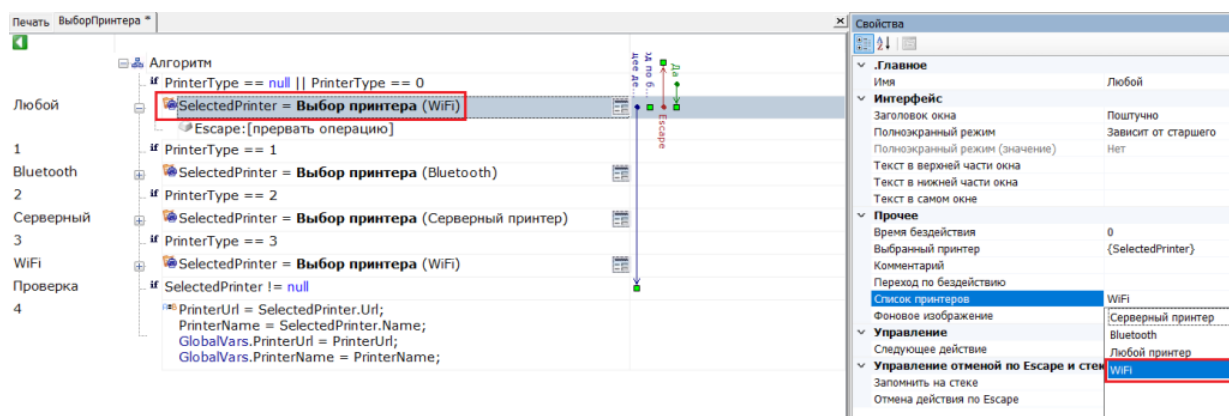 Печать ВыборПринтера *
Алгоритм
if PrinterType == null || PrinterType == 0
Любой SelectedPrinter = Выбор принтера (WiFi)
Escape:[прервать операцию]
1 if PrinterType == 1
Bluetooth SelectedPrinter = Выбор принтера (Bluetooth)
2 if PrinterType == 2
Серверный SelectedPrinter = Выбор принтера (Серверный принтер)
3 if PrinterType == 3
WiFi SelectedPrinter = Выбор принтера (WiFi)
Проверка if SelectedPrinter != null
4 PrinterUrl = SelectedPrinter.Url;
PrinterName = SelectedPrinter.Name;
GlobalVars.PrinterUrl = PrinterUrl;
GlobalVars.PrinterName = PrinterName;
щее де...
од по б...
Да
Escape
Свойства
.Главное
Имя Любой
Интерфейс
Заголовок окна Поштучно
Полноэкранный режим Зависит от старшего
Полноэкранный режим (значение) Нет
Текст в верхней части окна
Текст в нижней части окна
Текст в самом окне
Прочее
Время бездействия 0
Выбранный принтер {SelectedPrinter}
Комментарий
Переход по бездействию
Список принтеров WiFi
Фоновое изображение Серверный принтер
Bluetooth
Управление Любой принтер
Следующее действие
Управление отменой по Escape и стек WiFi
Запомнить на стеке
Отмена действия по Escape